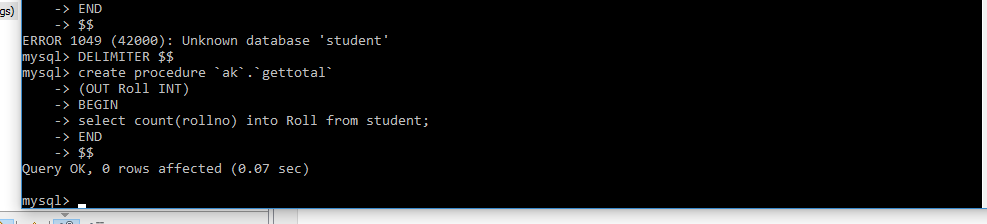 gs)
-> END
-> $$
ERROR 1049 (42000): Unknown database 'student'
mysql> DELIMITER $$
mysql> create procedure `ak`.`gettotal`
-> (OUT Roll INT)
-> BEGIN
-> select count(rollno) into Roll from student;
-> END
-> $$
Query OK, 0 rows affected (0.07 sec)
mysql>